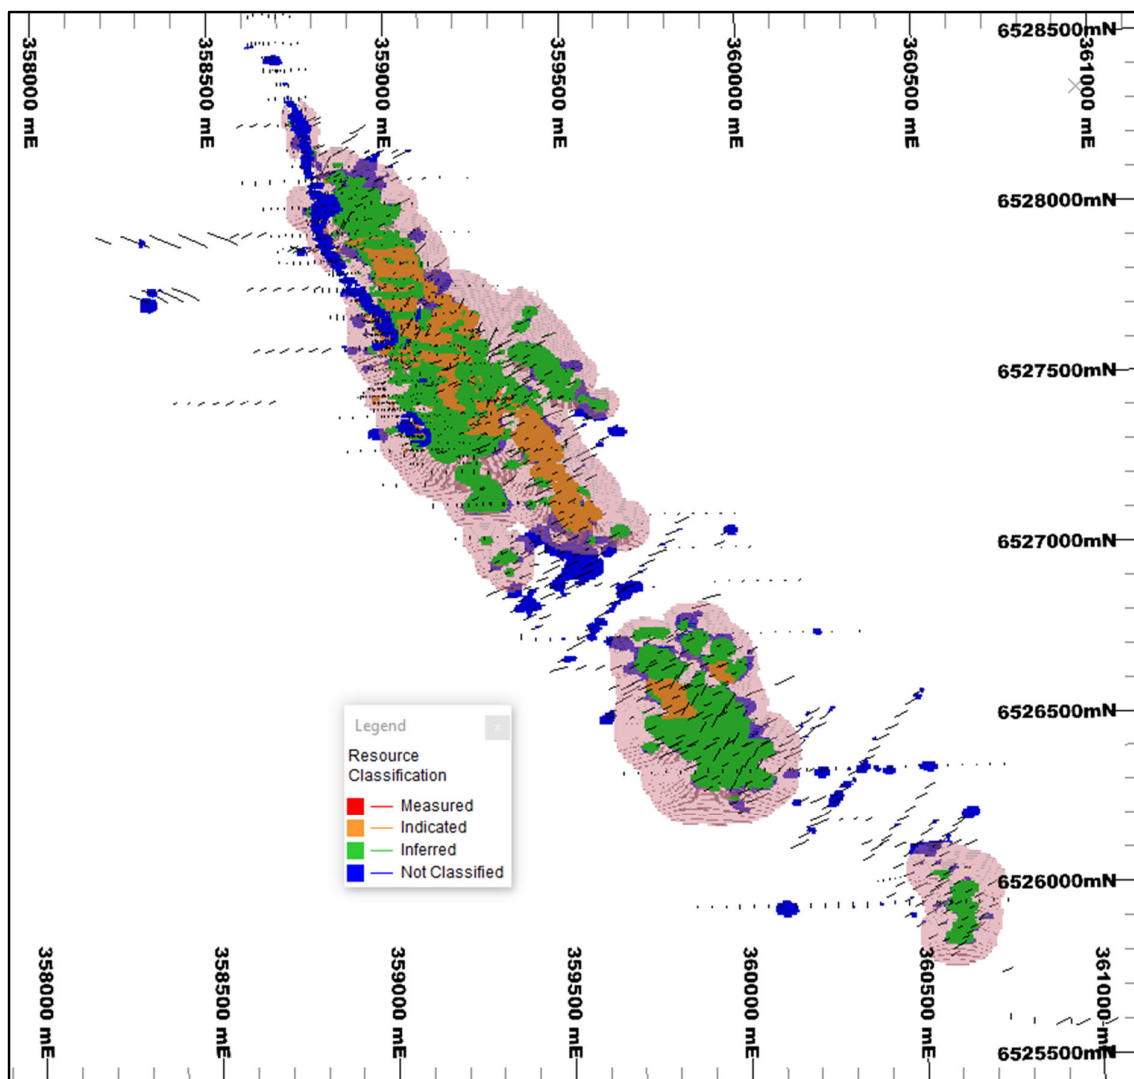 358000 mE
358500 mE
359000 mE
359500 mE
360000 mE
360500 mE
361000 mE
6528500mN
6528000mN
6527500mN
6527000mN
6526500mN
6526000mN
6525500mN
Legend
Resource
Classification
Measured
Indicated
Inferred
Not Classified
358000 mE
358500 mE
359000 mE
359500 mE
360000 mE
360500 mE
361000 mE